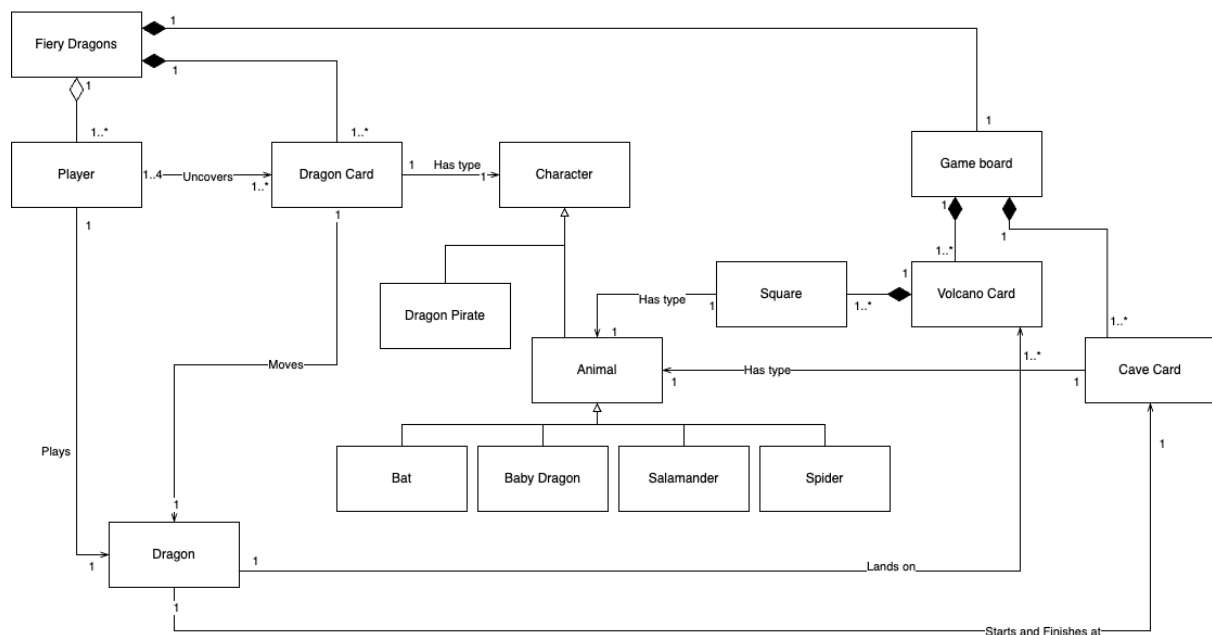 Fiery Dragons
1
1
1
1..*
1..*
1
Player
1..4
Uncovers
1..*
Dragon Card
1
Has type
1
Character
Game board
1
1
1
1
1..*
Dragon Pirate
Has type
1
Square
1..*
1
Volcano Card
1..*
1
Animal
1..*
Moves
1
Has type
1
Cave Card
Plays
Bat
Baby Dragon
Salamander
Spider
1
1
Dragon
1
1
Lands on
1
Starts and Finishes at